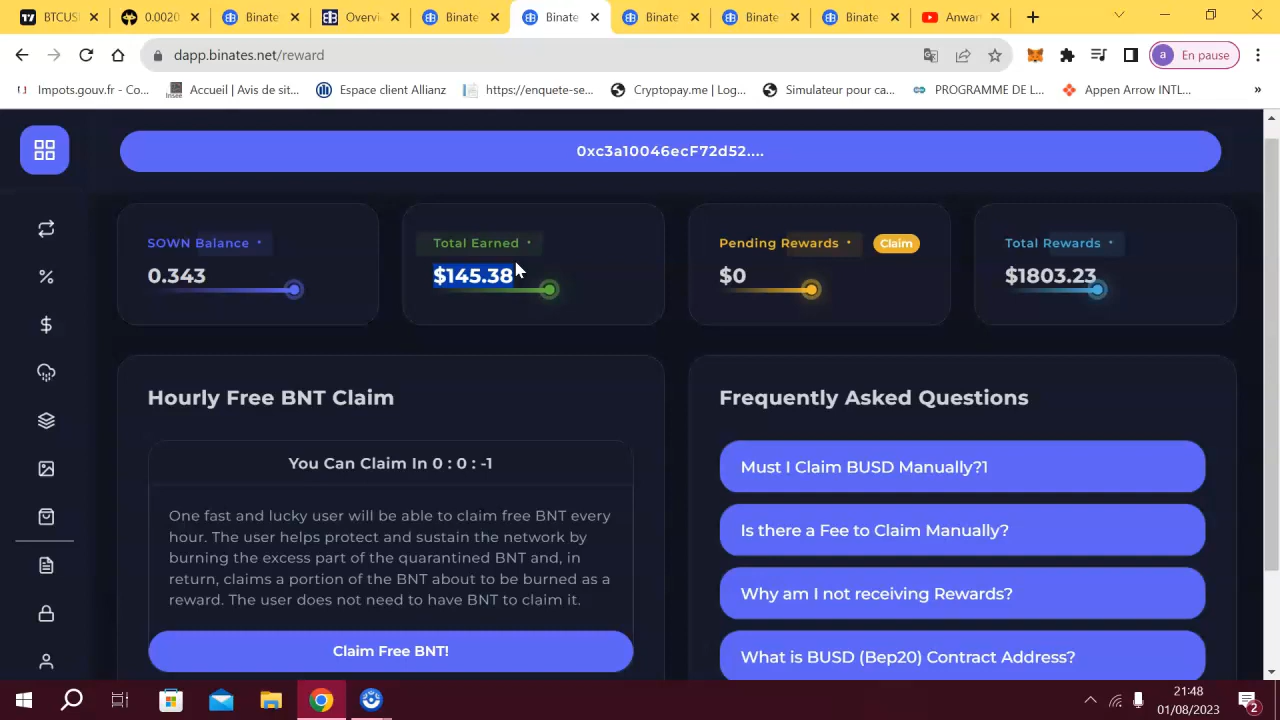 BTCUS
0.0020
Binate
Overvi
Binate
Binate
Binate
Binate
Binate
Anwar
dapp.binates.net/reward
a
En pause
Impots.gouv.fr - Co...
Accueil | Avis de sit...
Espace client Allianz
https://enquete-se...
Cryptopay.me | Log...
Simulateur pour ca...
PROGRAMME DE L...
Appen Arrow INTL...
»
0xc3a10046ecF72d52....
SOWN Balance
Total Earned
Pending Rewards
Claim
Total Rewards
0.343
$145.38
$0
$1803.23
Hourly Free BNT Claim
You Can Claim In 0 : 0 : -1
One fast and lucky user will be able to claim free BNT every
hour. The user helps protect and sustain the network by
burning the excess part of the quarantined BNT and, in
return, claims a portion of the BNT about to be burned as a
reward. The user does not need to have BNT to claim it.
Claim Free BNT!
Frequently Asked Questions
Must I Claim BUSD Manually?1
Is there a Fee to Claim Manually?
Why am I not receiving Rewards?
What is BUSD (Bep20) Contract Address?
21:48
01/08/2023
2